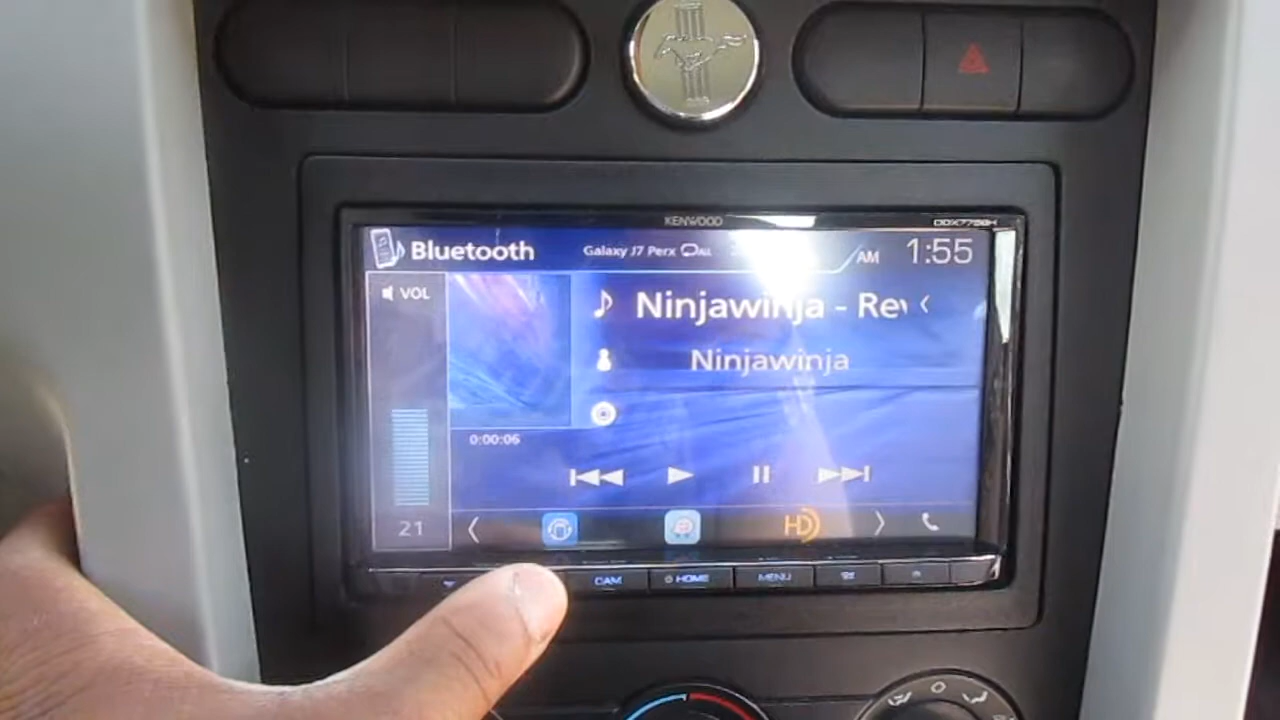 KENWOOD
Bluetooth Galaxy J7 Perx ALL AM 1:55
VOL
Ninjawinja - Rev
Ninjawinja
0:00:06
HD
21
CAM HOME MENU